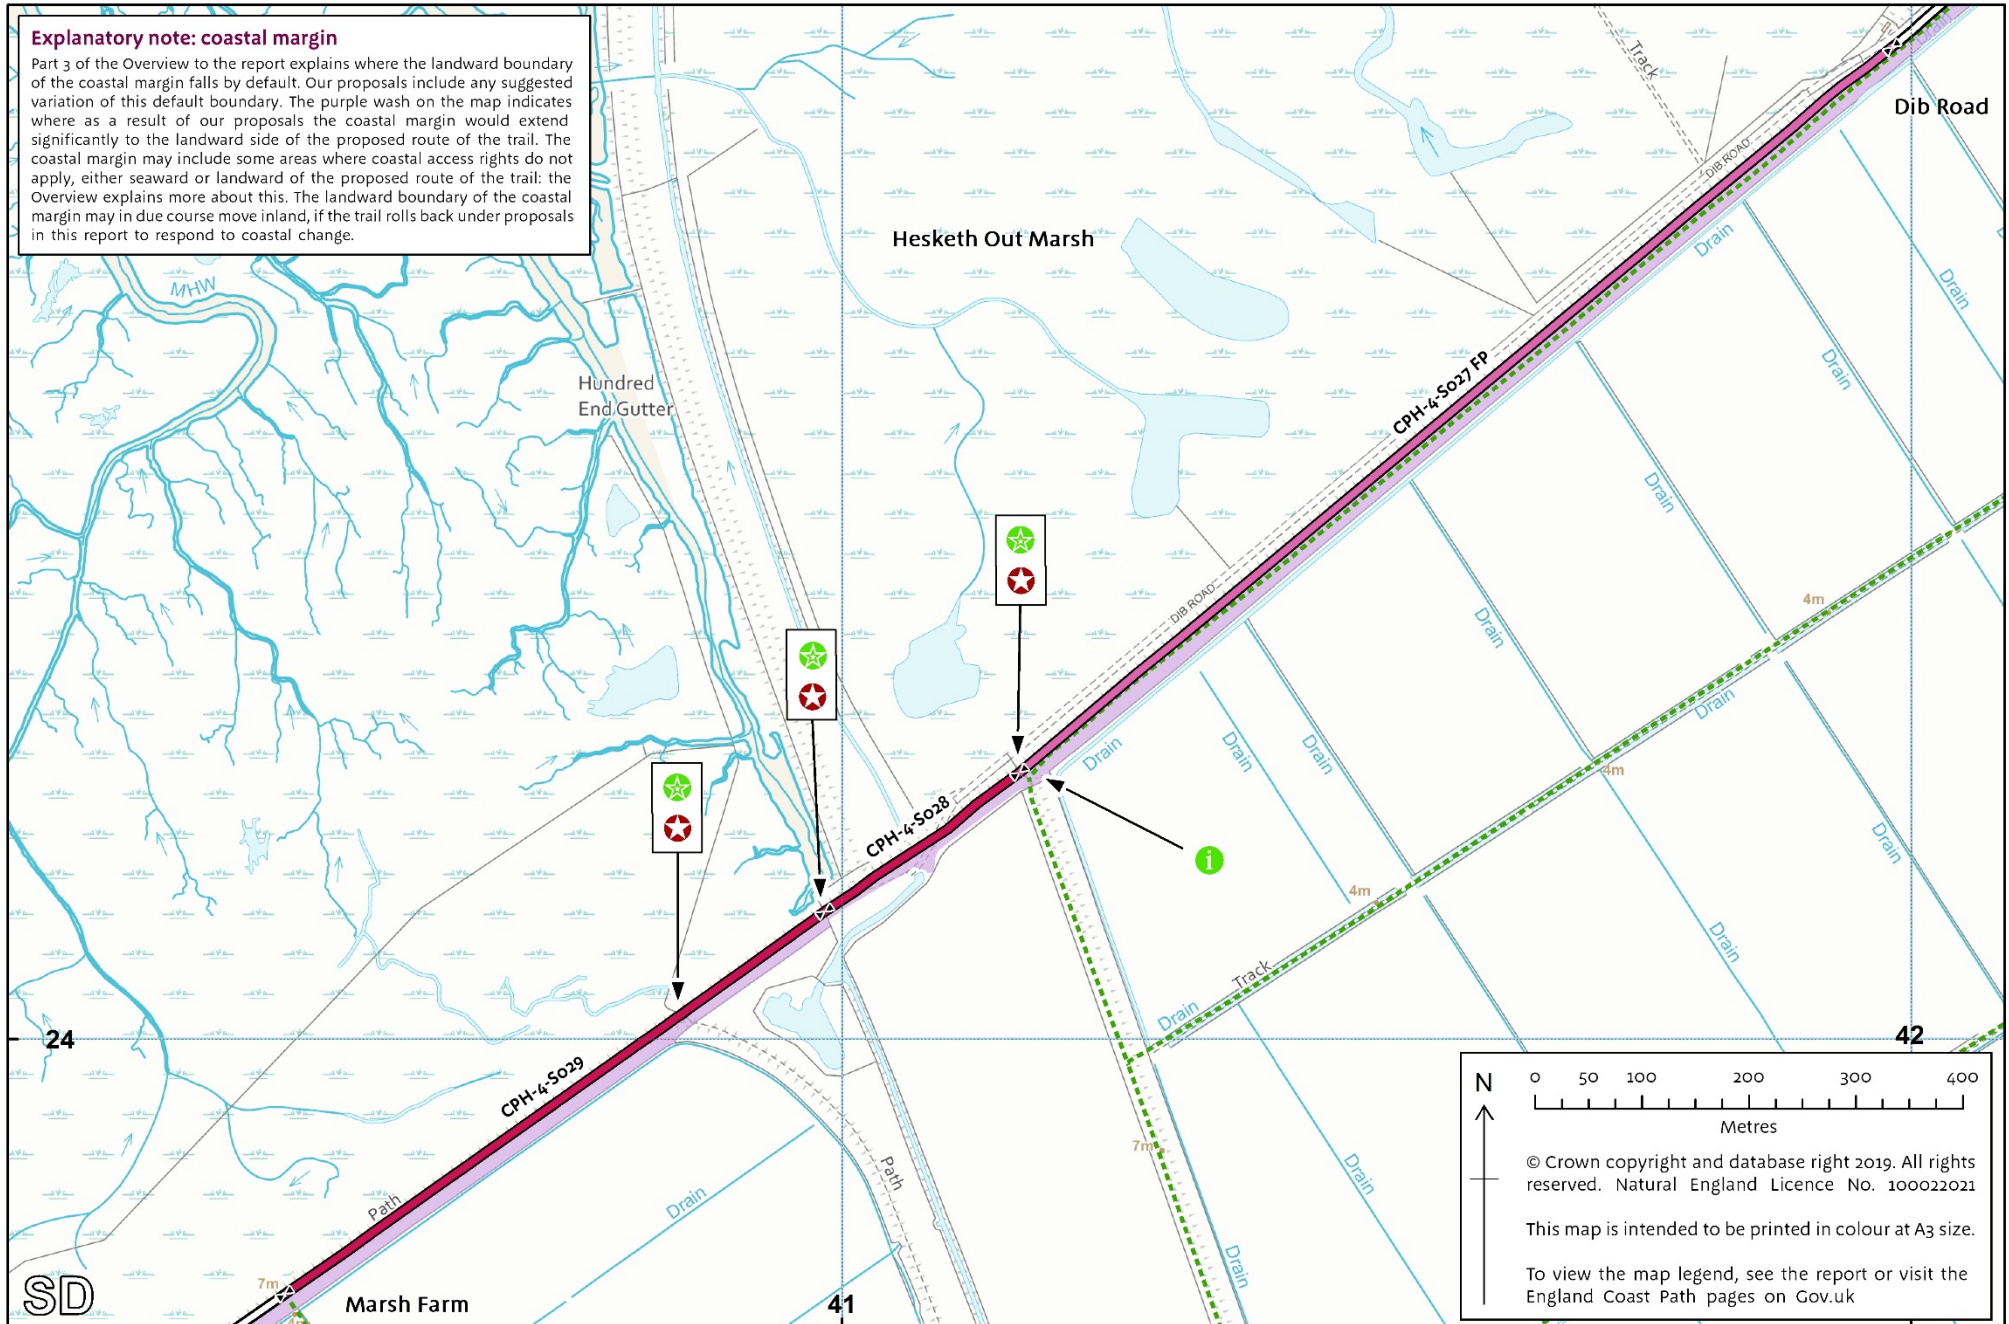 Explanatory note: coastal margin
Part 3 of the Overview to the report explains where the landward boundary
of the coastal margin falls by default. Our proposals include any suggested
variation of this default boundary. The purple wash on the map indicates
where as a result of our proposals the coastal margin would extend
significantly to the landward side of the proposed route of the trail. The
coastal margin may include some areas where coastal access rights do not
apply, either seaward or landward of the proposed route of the trail: the
Overview explains more about this. The landward boundary of the coastal
margin may in due course move inland, if the trail rolls back under proposals
in this report to respond to coastal change.
Drain
Track
Dib Road
DIB ROAD
Hesketh Out Marsh
Drain
MHW
Drain
Hundred
End Gutter
CPH-4-S027 FP
Drain
Drain
DIB ROAD
4m
Drain
Drain
Drain
Drain
Drain
4m
CPH-4-S028
Drain
i
4m
Drain
Track
Drain
24
42
CPH-4-S029
7m
Path
Drain
Drain
Path
Drain
7m
SD
Marsh Farm
41
N
0 50 100 200 300 400
Metres
© Crown copyright and database right 2019. All rights
reserved. Natural England Licence No. 100022021
This map is intended to be printed in colour at A3 size.
To view the map legend, see the report or visit the
England Coast Path pages on Gov.uk